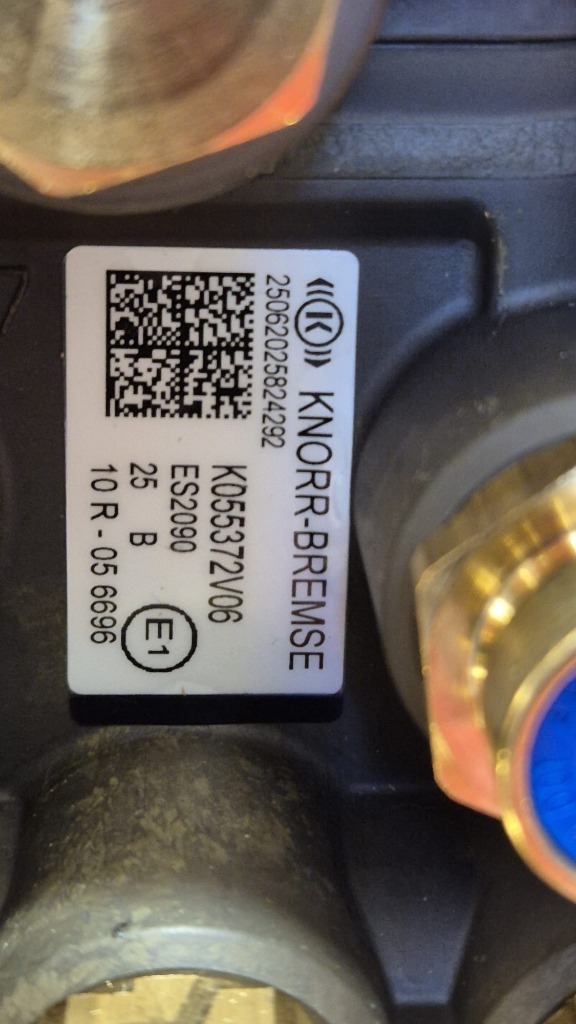 KNORR-BREMSE
25062025824292
K055372V06
ES2090
25 B
10 R - 05 6696
E1